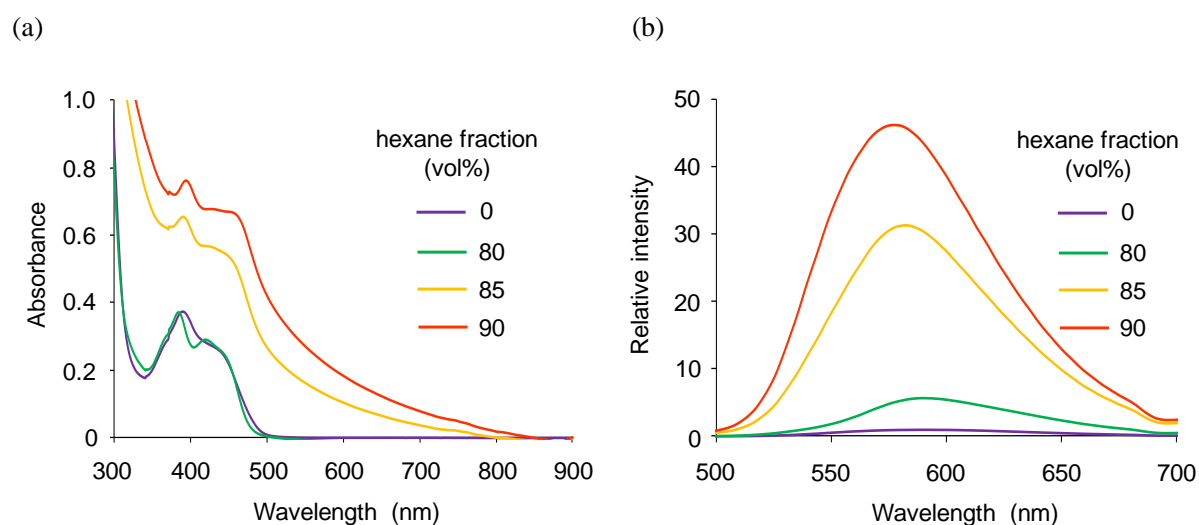 (a)
1.0
0.8
0.6
0.4
0.2
0
300 400 500 600 700 800 900
Absorbance
Wavelength (nm)
hexane fraction
(vol%)
0
80
85
90
(b)
50
40
30
20
10
0
500 550 600 650 700
Relative intensity
Wavelength (nm)
hexane fraction
(vol%)
0
80
85
90